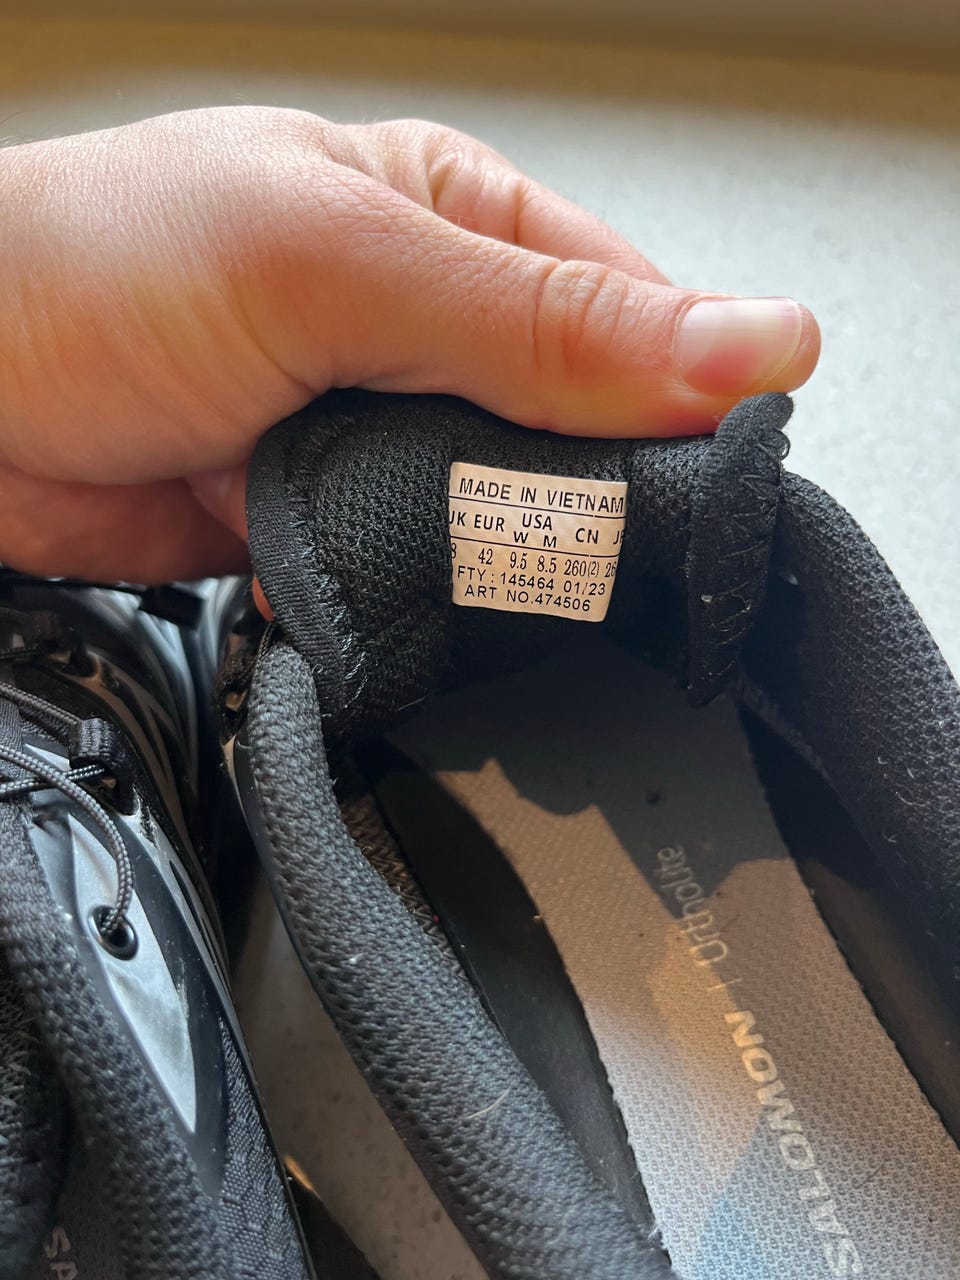 MADE IN VIETNAM
UK EUR USA CN
W M
42 9.5 8.5 260(2)
FTY: 145464 01/23
ART NO.474506
Ortholite | SALOMON
SA